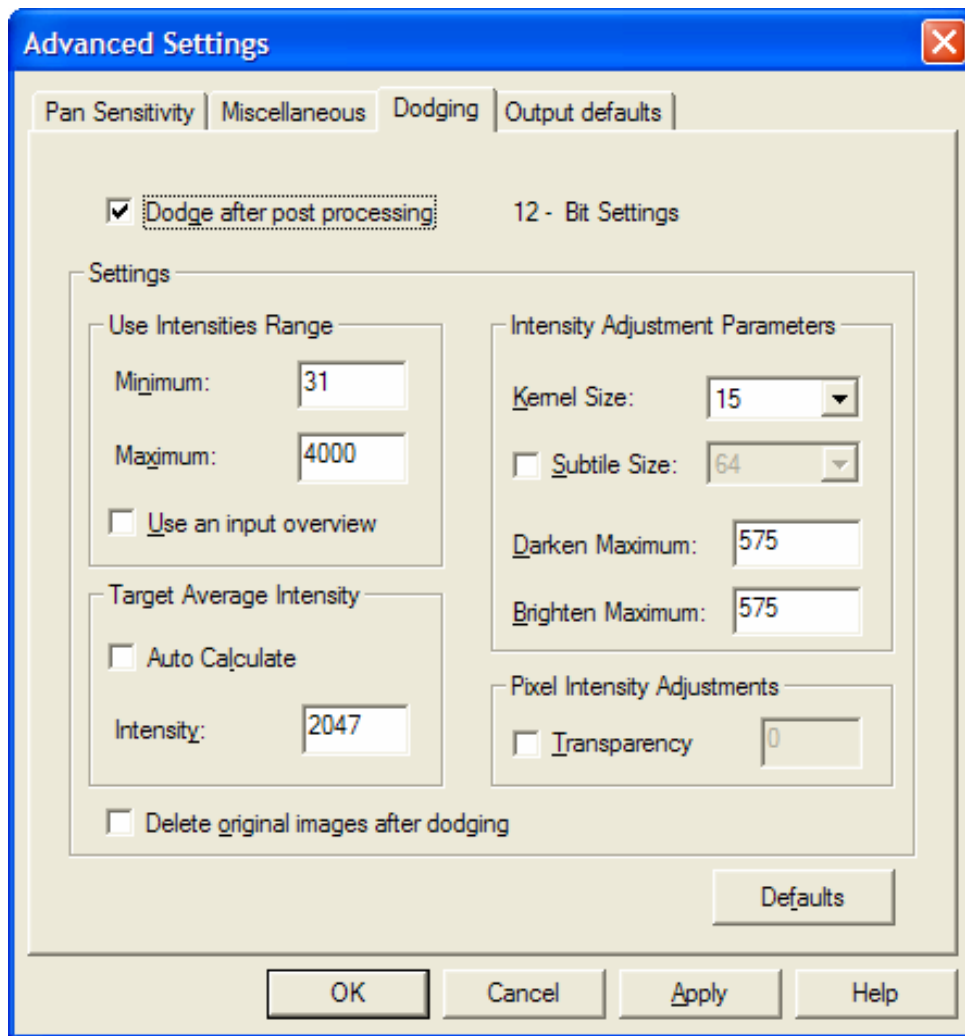 Advanced Settings
Pan Sensitivity Miscellaneous Dodging Output defaults
Dodge after post processing 12 - Bit Settings
Settings
Use Intensities Range
Minimum: 31
Maximum: 4000
Use an input overview
Target Average Intensity
Auto Calculate
Intensity: 2047
Intensity Adjustment Parameters
Kernel Size: 15
Subtile Size: 64
Darken Maximum: 575
Brighten Maximum: 575
Pixel Intensity Adjustments
Transparency 0
Delete original images after dodging
Defaults
OK Cancel Apply Help